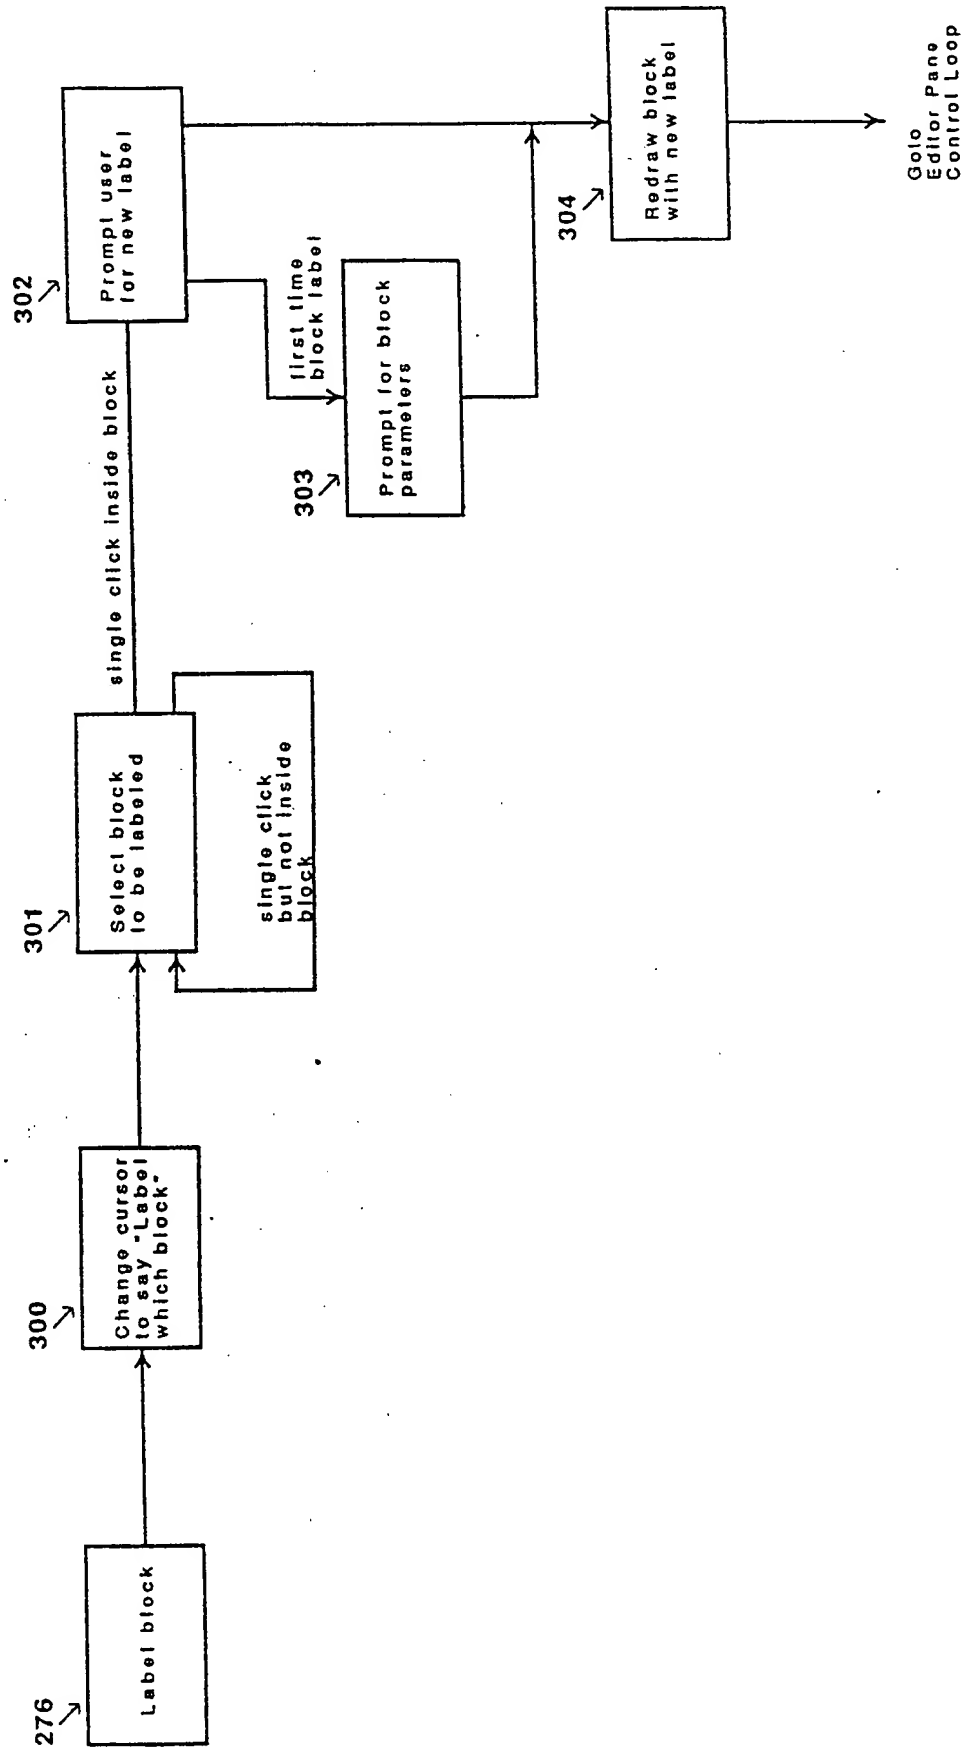 276
Label block
300
Change cursor
to say "Label
which block"
301
Select block
to be labeled
single click
but not inside
block
single click inside block
302
Prompt user
for new label
first time
block label
303
Prompt for block
parameters
304
Redraw block
with new label
Goto
Editor Pane
Control Loop